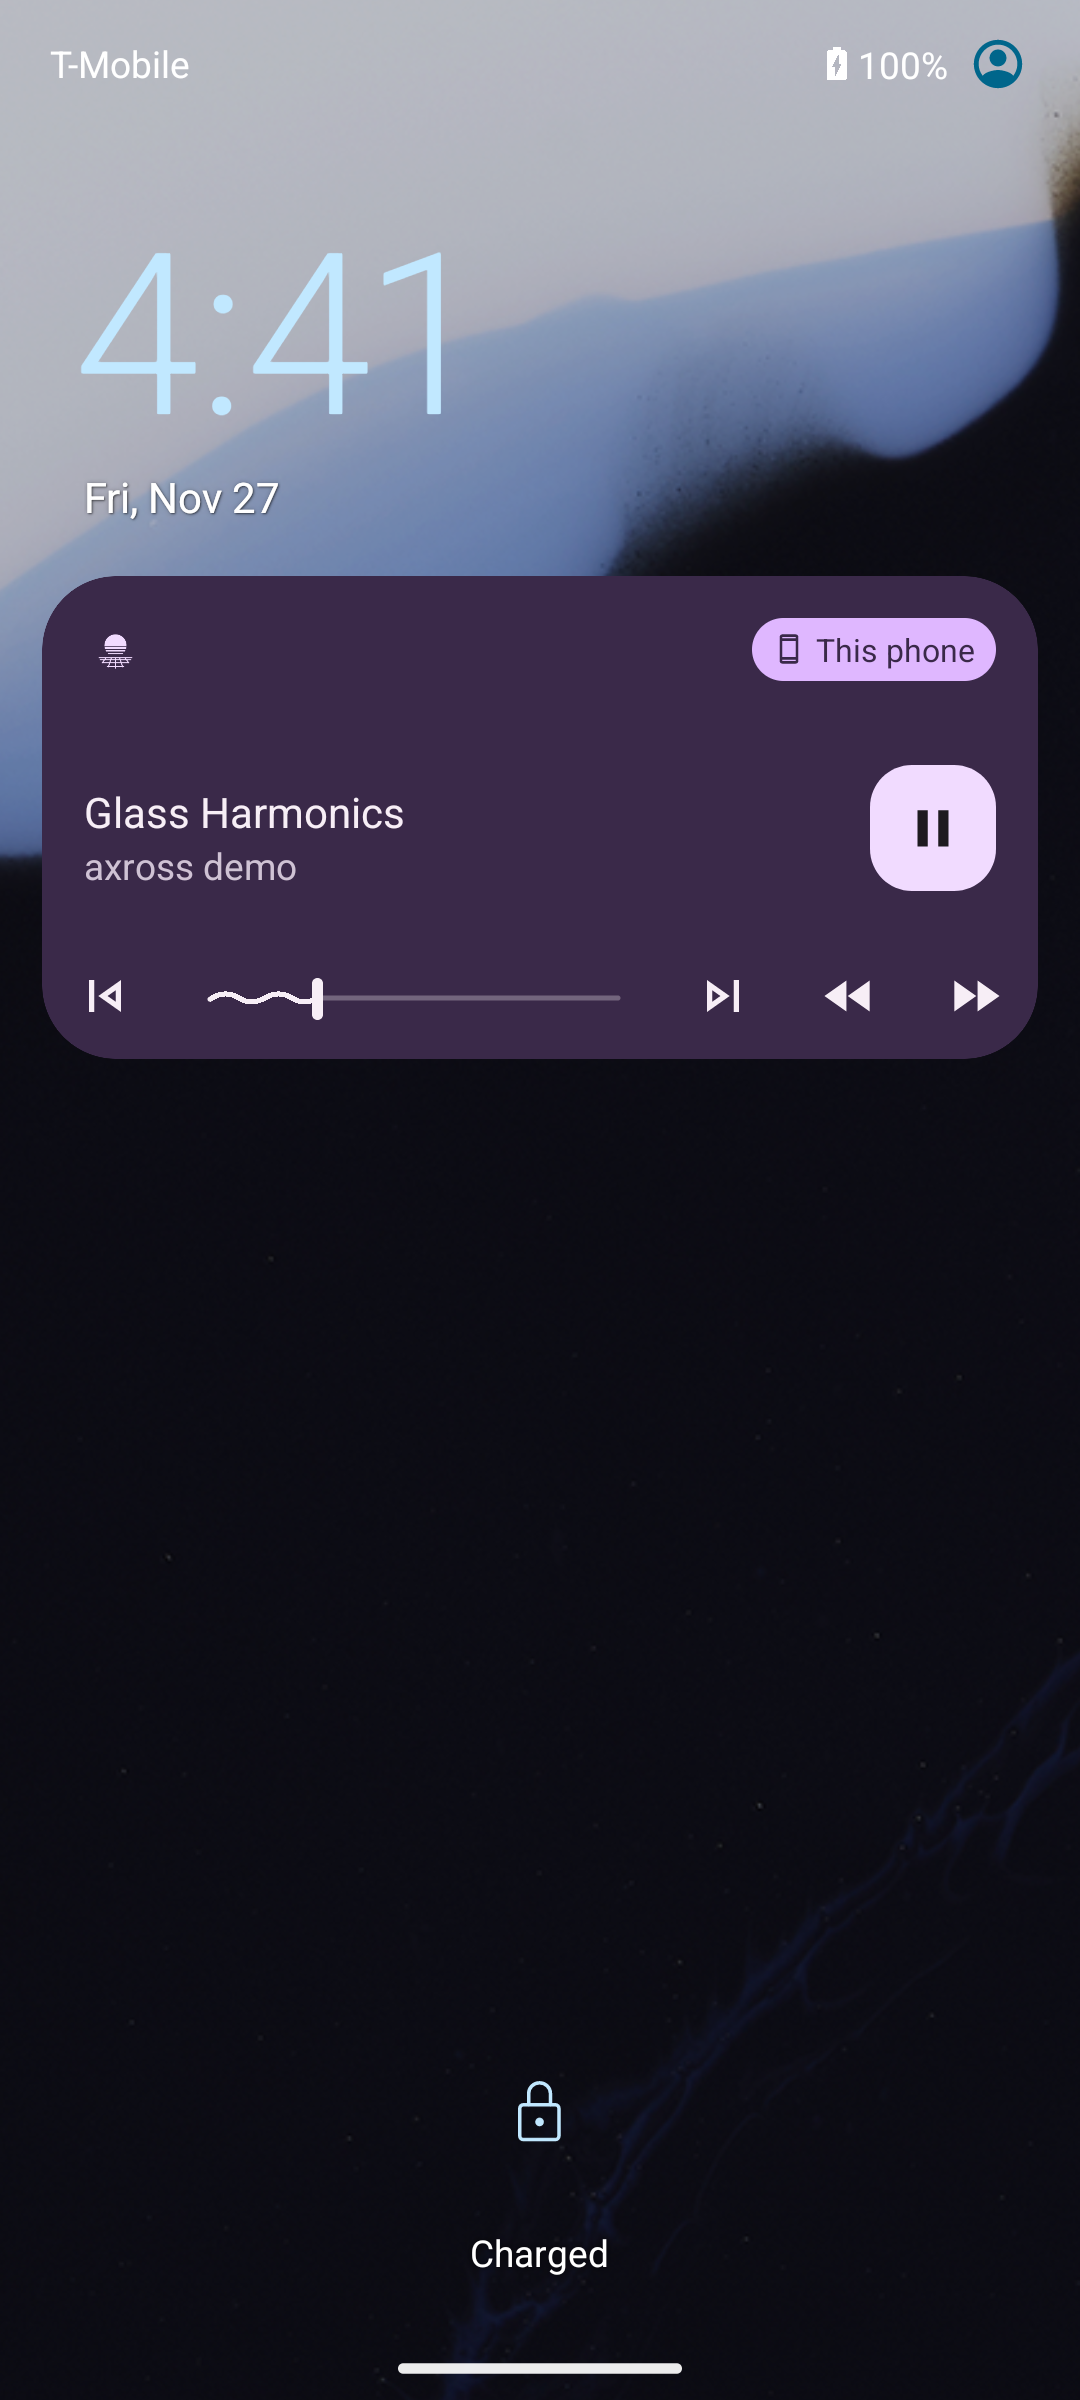 T-Mobile
100%
4:41
Fri, Nov 27
This phone
Glass Harmonics
axross demo
Charged